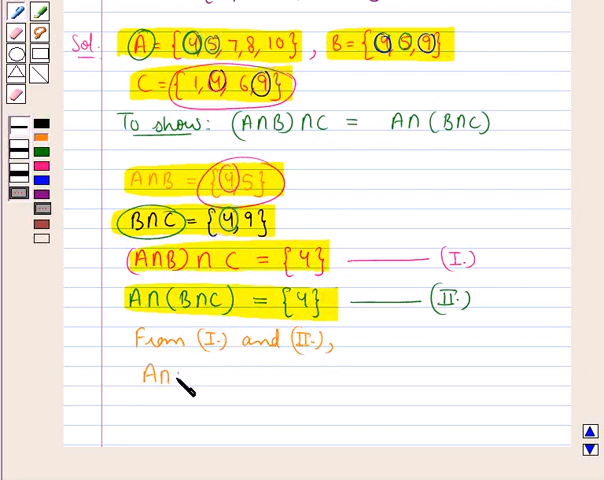 Sol. A = {4, 5, 7, 8, 10} , B = {4, 5, 9}
C = {1, 4, 6, 9}
To show: (A∩B)∩C = A∩(B∩C)
A∩B = {4, 5}
B∩C = {4, 9}
(A∩B)∩C = {4} ——— (I.)
A∩(B∩C) = {4} ——— (II.)
From (I.) and (II.),
A∩